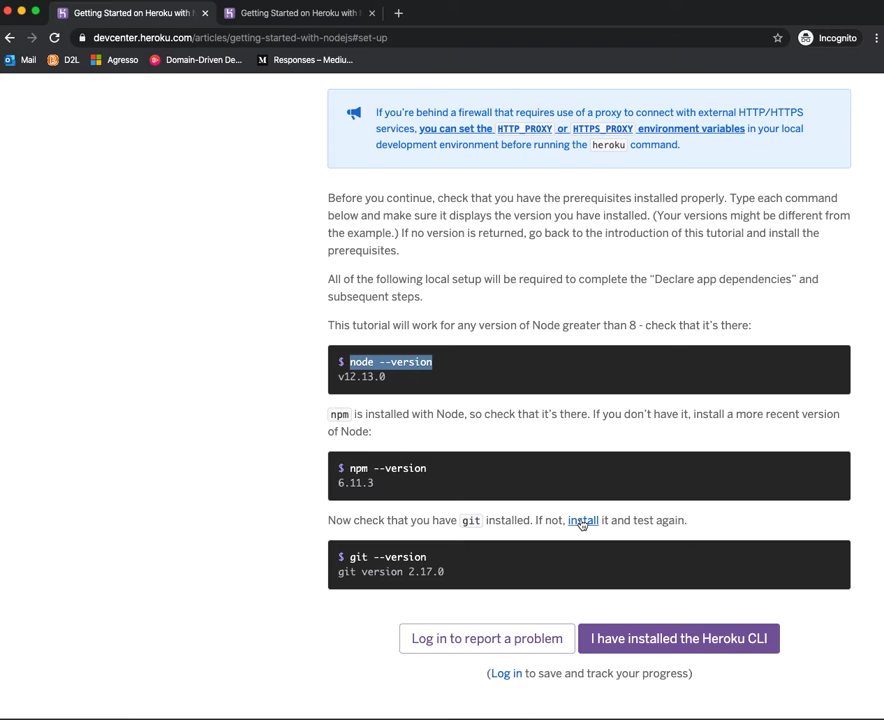 Getting Started on Heroku with
Getting Started on Heroku with
devcenter.heroku.com/articles/getting-started-with-nodejs#set-up
Incognito
Mail
D2L
Agresso
Domain-Driven De...
Responses – Mediu...
If you're behind a firewall that requires use of a proxy to connect with external HTTP/HTTPS
services, you can set the HTTP_PROXY or HTTPS_PROXY environment variables in your local
development environment before running the heroku command.
Before you continue, check that you have the prerequisites installed properly. Type each command
below and make sure it displays the version you have installed. (Your versions might be different from
the example.) If no version is returned, go back to the introduction of this tutorial and install the
prerequisites.
All of the following local setup will be required to complete the “Declare app dependencies” and
subsequent steps.
This tutorial will work for any version of Node greater than 8 - check that it's there:
$ node --version
v12.13.0
npm is installed with Node, so check that it's there. If you don't have it, install a more recent version
of Node:
$ npm --version
6.11.3
Now check that you have git installed. If not, install it and test again.
$ git --version
git version 2.17.0
Log in to report a problem
I have installed the Heroku CLI
(Log in to save and track your progress)